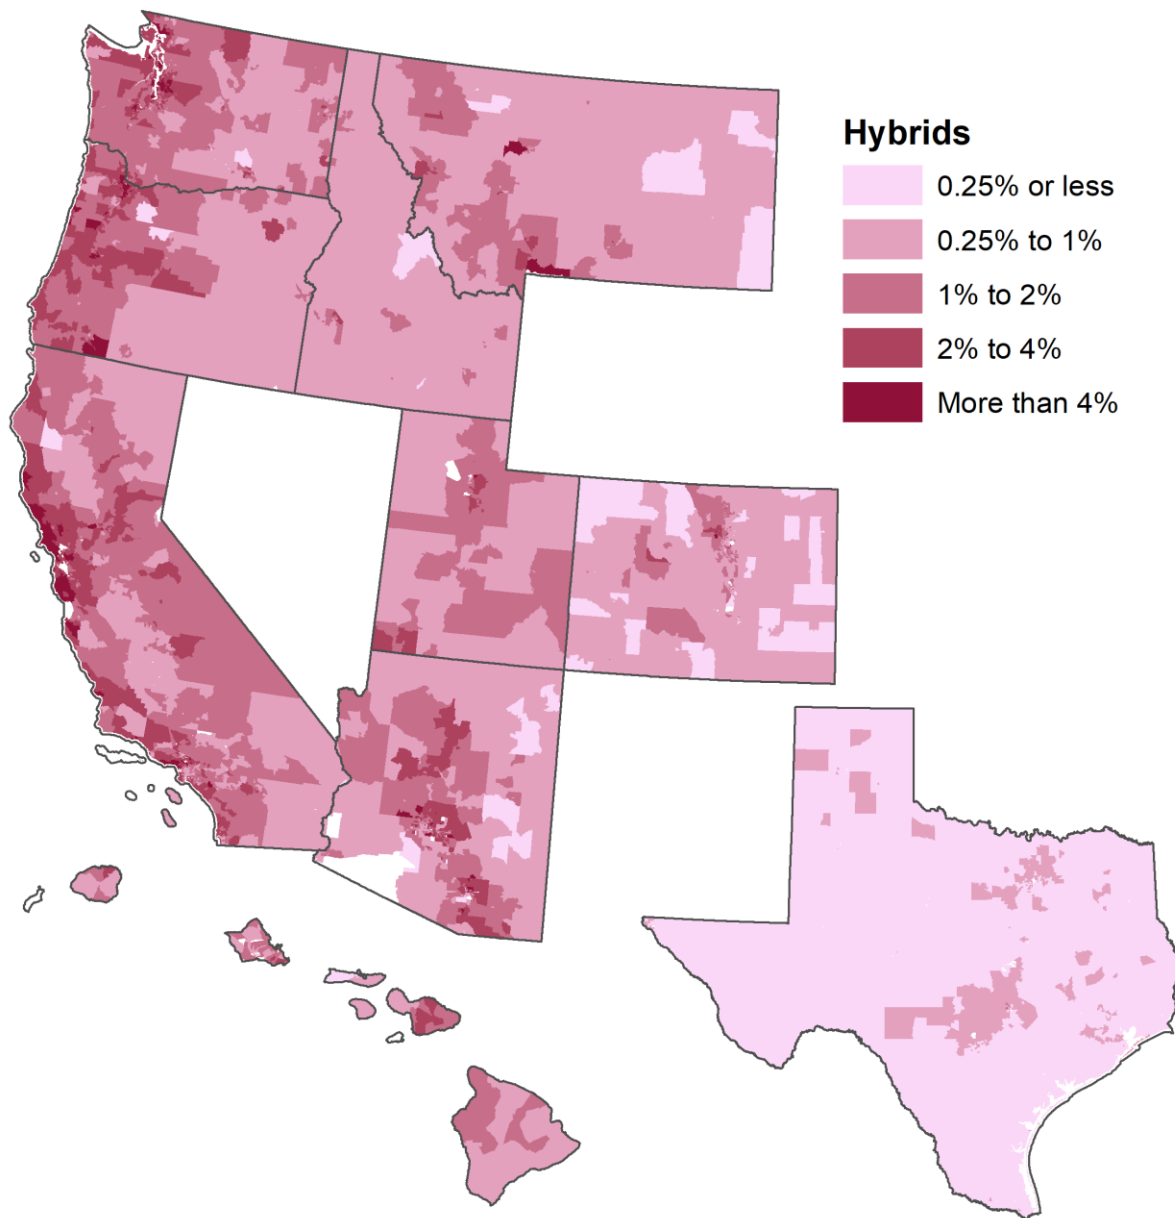 Hybrids
0.25% or less
0.25% to 1%
1% to 2%
2% to 4%
More than 4%